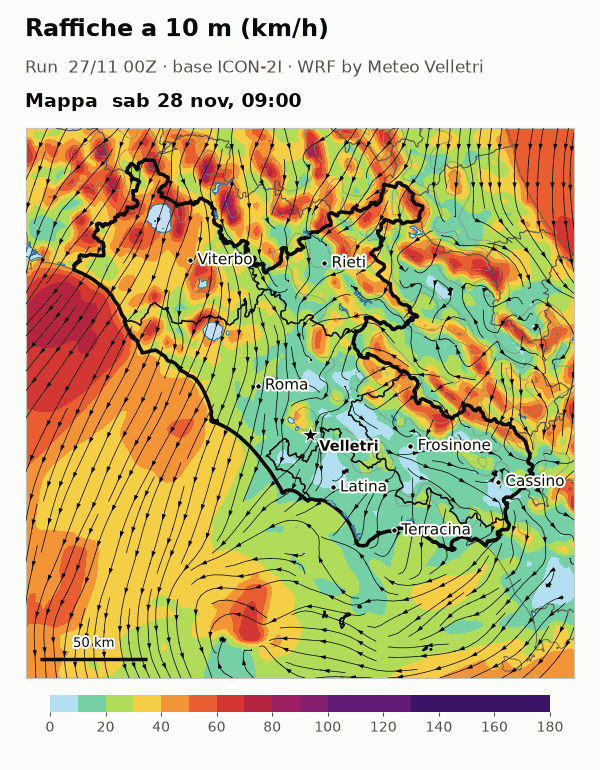 Raffiche a 10 m (km/h)
Run 27/11 00Z · base ICON-2I · WRF by Meteo Velletri
Mappa sab 28 nov, 09:00
Viterbo
Rieti
Roma
Velletri
Frosinone
Latina
Cassino
Terracina
50 km
0 20 40 60 80 100 120 140 160 180